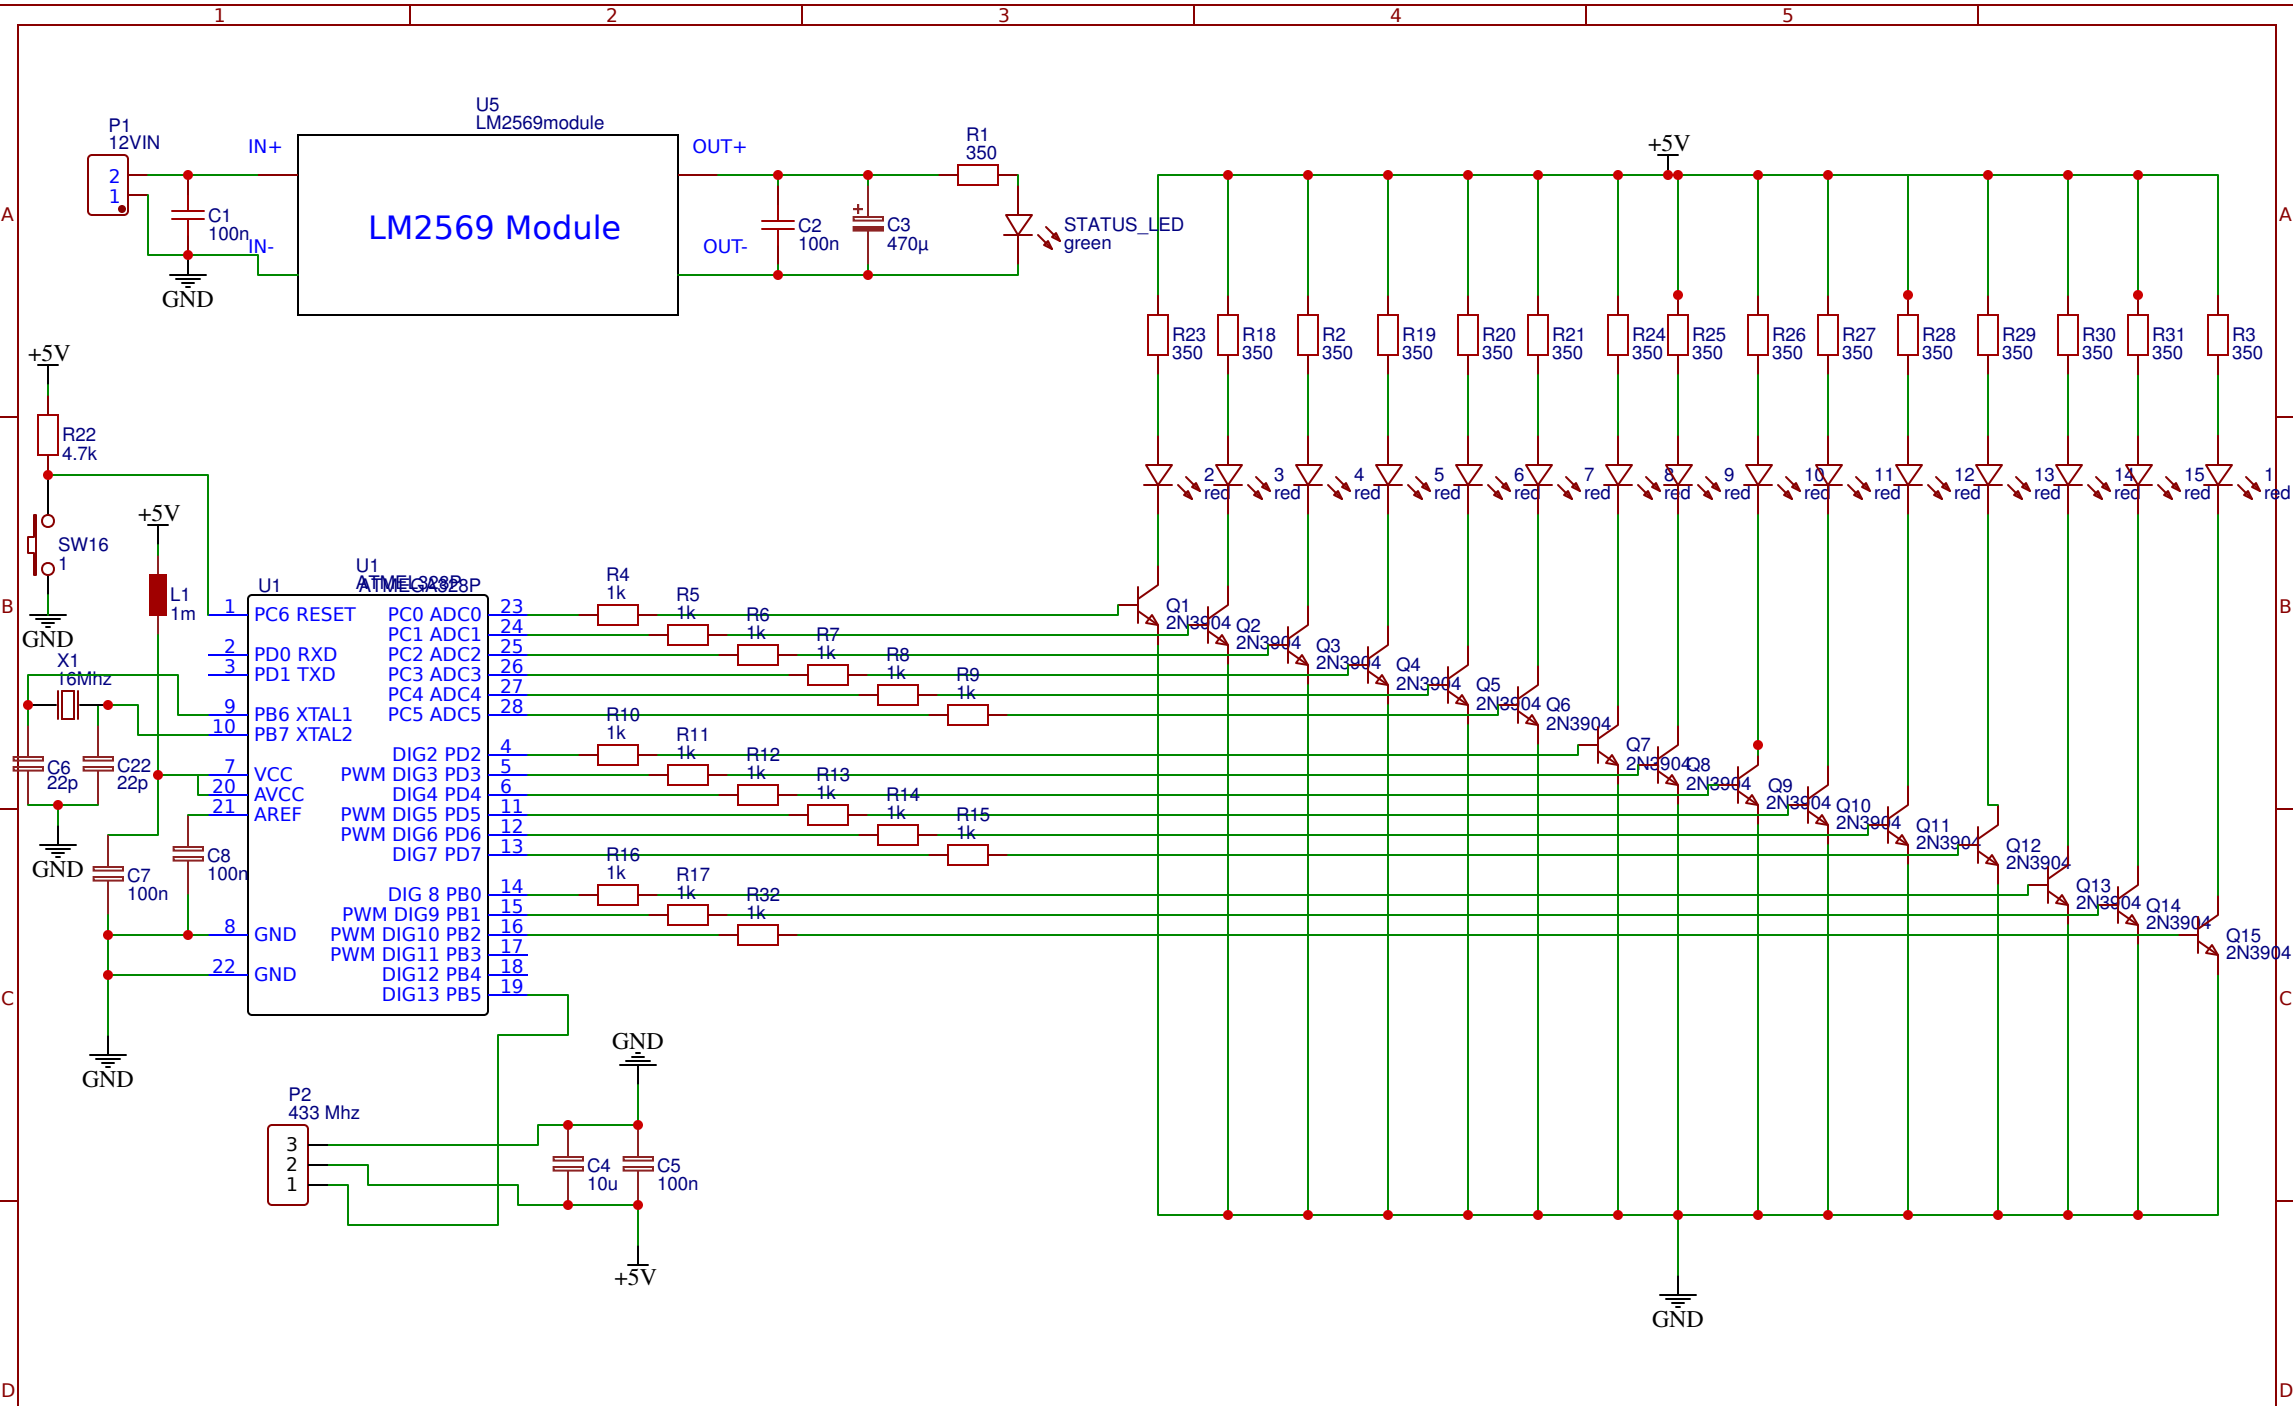 1
2
3
4
5
A
A
B
B
C
C
D
D
P1
12VIN
2
1
C1
100n
GND
IN+
IN-
U5
LM2569module
LM2569 Module
OUT+
OUT-
C2
100n
+
C3
470µ
R1
350
STATUS_LED
green
+5V
R23
350
R18
350
R2
350
R19
350
R20
350
R21
350
R24
350
R25
350
R26
350
R27
350
R28
350
R29
350
R30
350
R31
350
R3
350
2
red
3
red
4
red
5
red
6
red
7
red
8
red
9
red
10
red
11
red
12
red
13
red
14
red
15
red
1
red
+5V
R22
4.7k
SW16
1
GND
+5V
L1
1m
X1
16Mhz
C6
22p
C22
22p
GND
C7
100n
C8
100n
GND
U1
U1
ATMEGA328P
1 PC6 RESET
2 PD0 RXD
3 PD1 TXD
9 PB6 XTAL1
10 PB7 XTAL2
7 VCC
20 AVCC
21 AREF
8 GND
22 GND
PC0 ADC0 23
PC1 ADC1 24
PC2 ADC2 25
PC3 ADC3 26
PC4 ADC4 27
PC5 ADC5 28
DIG2 PD2 4
PWM DIG3 PD3 5
DIG4 PD4 6
PWM DIG5 PD5 11
PWM DIG6 PD6 12
DIG7 PD7 13
DIG 8 PB0 14
PWM DIG9 PB1 15
PWM DIG10 PB2 16
PWM DIG11 PB3 17
DIG12 PB4 18
DIG13 PB5 19
R4
1k
R5
1k
R6
1k
R7
1k
R8
1k
R9
1k
R10
1k
R11
1k
R12
1k
R13
1k
R14
1k
R15
1k
R16
1k
R17
1k
R32
1k
Q1
2N3904
Q2
2N3904
Q3
2N3904
Q4
2N3904
Q5
2N3904
Q6
2N3904
Q7
2N3904
Q8
2N3904
Q9
2N3904
Q10
2N3904
Q11
2N3904
Q12
2N3904
Q13
2N3904
Q14
2N3904
Q15
2N3904
P2
433 Mhz
3
2
1
GND
C4
10u
C5
100n
+5V
GND